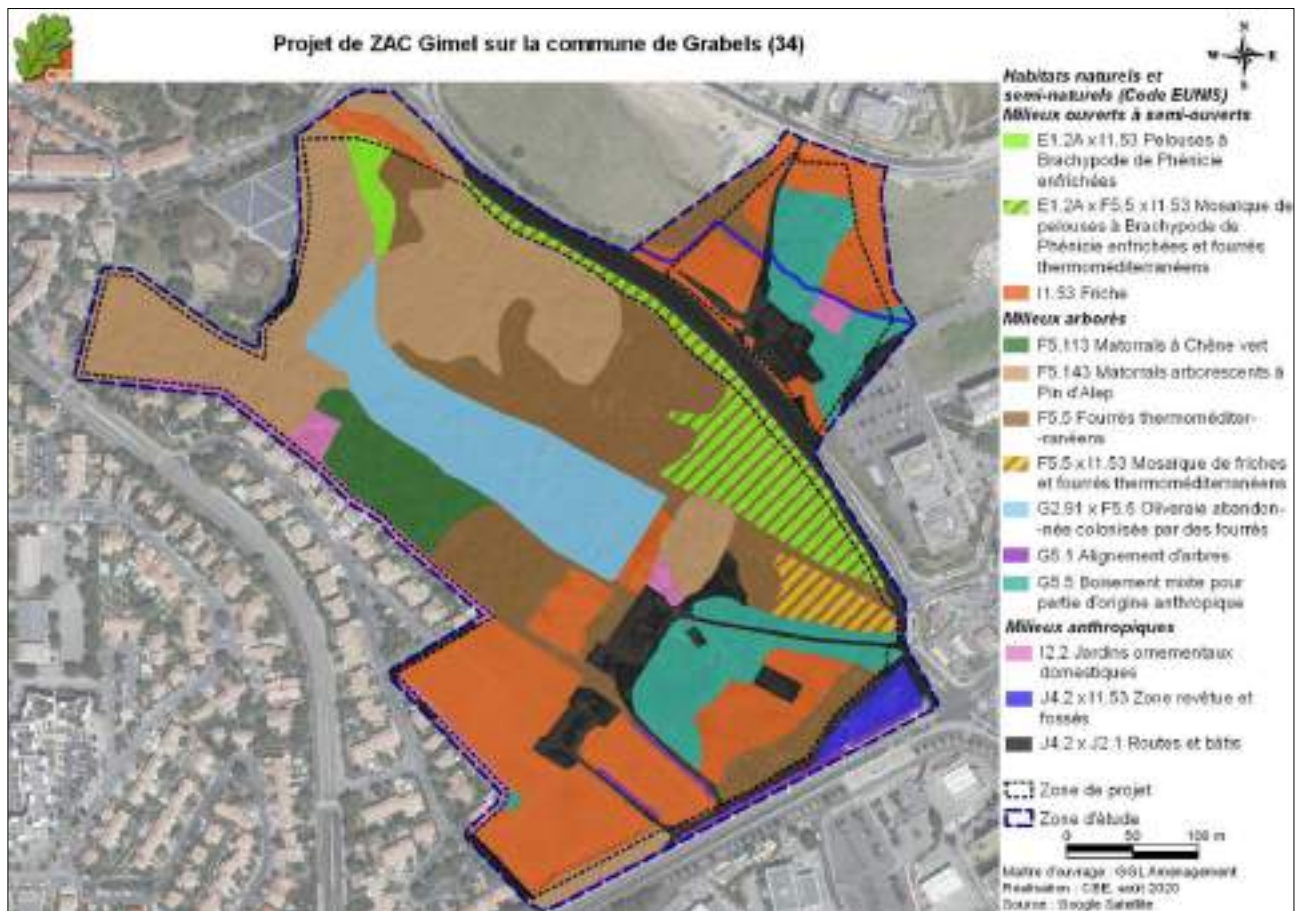 Projet de ZAC Gimel sur la commune de Grabels (34)
N
W E
S
Habitats naturels et
semi-naturels (Code EUNIS)
Milieux ouverts à semi-ouverts
E1.2A x I1.53 Pelouses à
Brachypode de Phénicie
enfrichées
E1.2A x F5.5 x I1.53 Mosaïque de
pelouses à Brachypode de
Phénicie enfrichées et fourrés
thermoméditerranéens
I1.53 Friche
Milieux arborés
F5.113 Matorrals à Chêne vert
F5.143 Matorrals arborescents à
Pin d'Alep
F5.5 Fourrés thermoméditer-
-ranéens
F5.5 x I1.53 Mosaïque de friches
et fourrés thermoméditerranéens
G2.91 x F5.5 Oliveraie abandon-
-née colonisée par des fourrés
G5.1 Alignement d'arbres
G5.5 Boisement mixte pour
partie d'origine anthropique
Milieux anthropiques
I2.2 Jardins ornementaux
domestiques
J4.2 x I1.53 Zone revêtue et
fossés
J4.2 x J2.1 Routes et bâtis
Zone de projet
Zone d'étude
0 50 100 m
Maître d'ouvrage : GGL Aménagement
Réalisation : CBE, août 2020
Source : Google Satellite